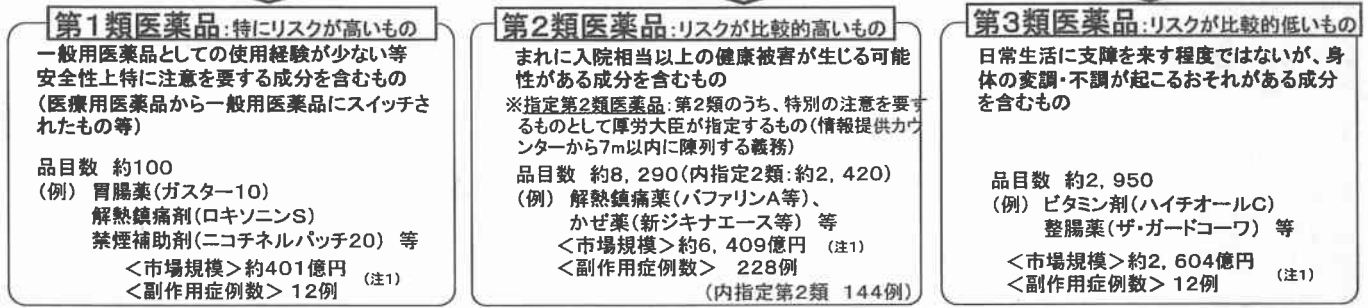 第1類医薬品:特にリスクが高いもの
一般用医薬品としての使用経験が少ない等
安全性上特に注意を要する成分を含むもの
(医療用医薬品から一般用医薬品にスイッチさ
れたもの等)
品目数 約100
(例) 胃腸薬(ガスター10)
解熱鎮痛剤(ロキソニンS)
禁煙補助剤(ニコチネルパッチ20) 等
<市場規模>約401億円 (注1)
<副作用症例数> 12例
第2類医薬品:リスクが比較的高いもの
まれに入院相当以上の健康被害が生じる可能
性がある成分を含むもの
※指定第2類医薬品:第2類のうち、特別の注意を要す
るものとして厚労大臣が指定するもの(情報提供カウ
ンターから7m以内に陳列する義務)
品目数 約8,290(内指定2類:約2,420)
(例) 解熱鎮痛薬(バファリンA等)、
かぜ薬(新ジキナエース等) 等
<市場規模>約6,409億円 (注1)
<副作用症例数> 228例
(内指定第2類 144例)
第3類医薬品:リスクが比較的低いもの
日常生活に支障を来す程度ではないが、身
体の変調・不調が起こるおそれがある成分
を含むもの
品目数 約2,950
(例) ビタミン剤(ハイチオールC)
整腸薬(ザ・ガードコーワ) 等
<市場規模>約2,604億円 (注1)
<副作用症例数> 12例